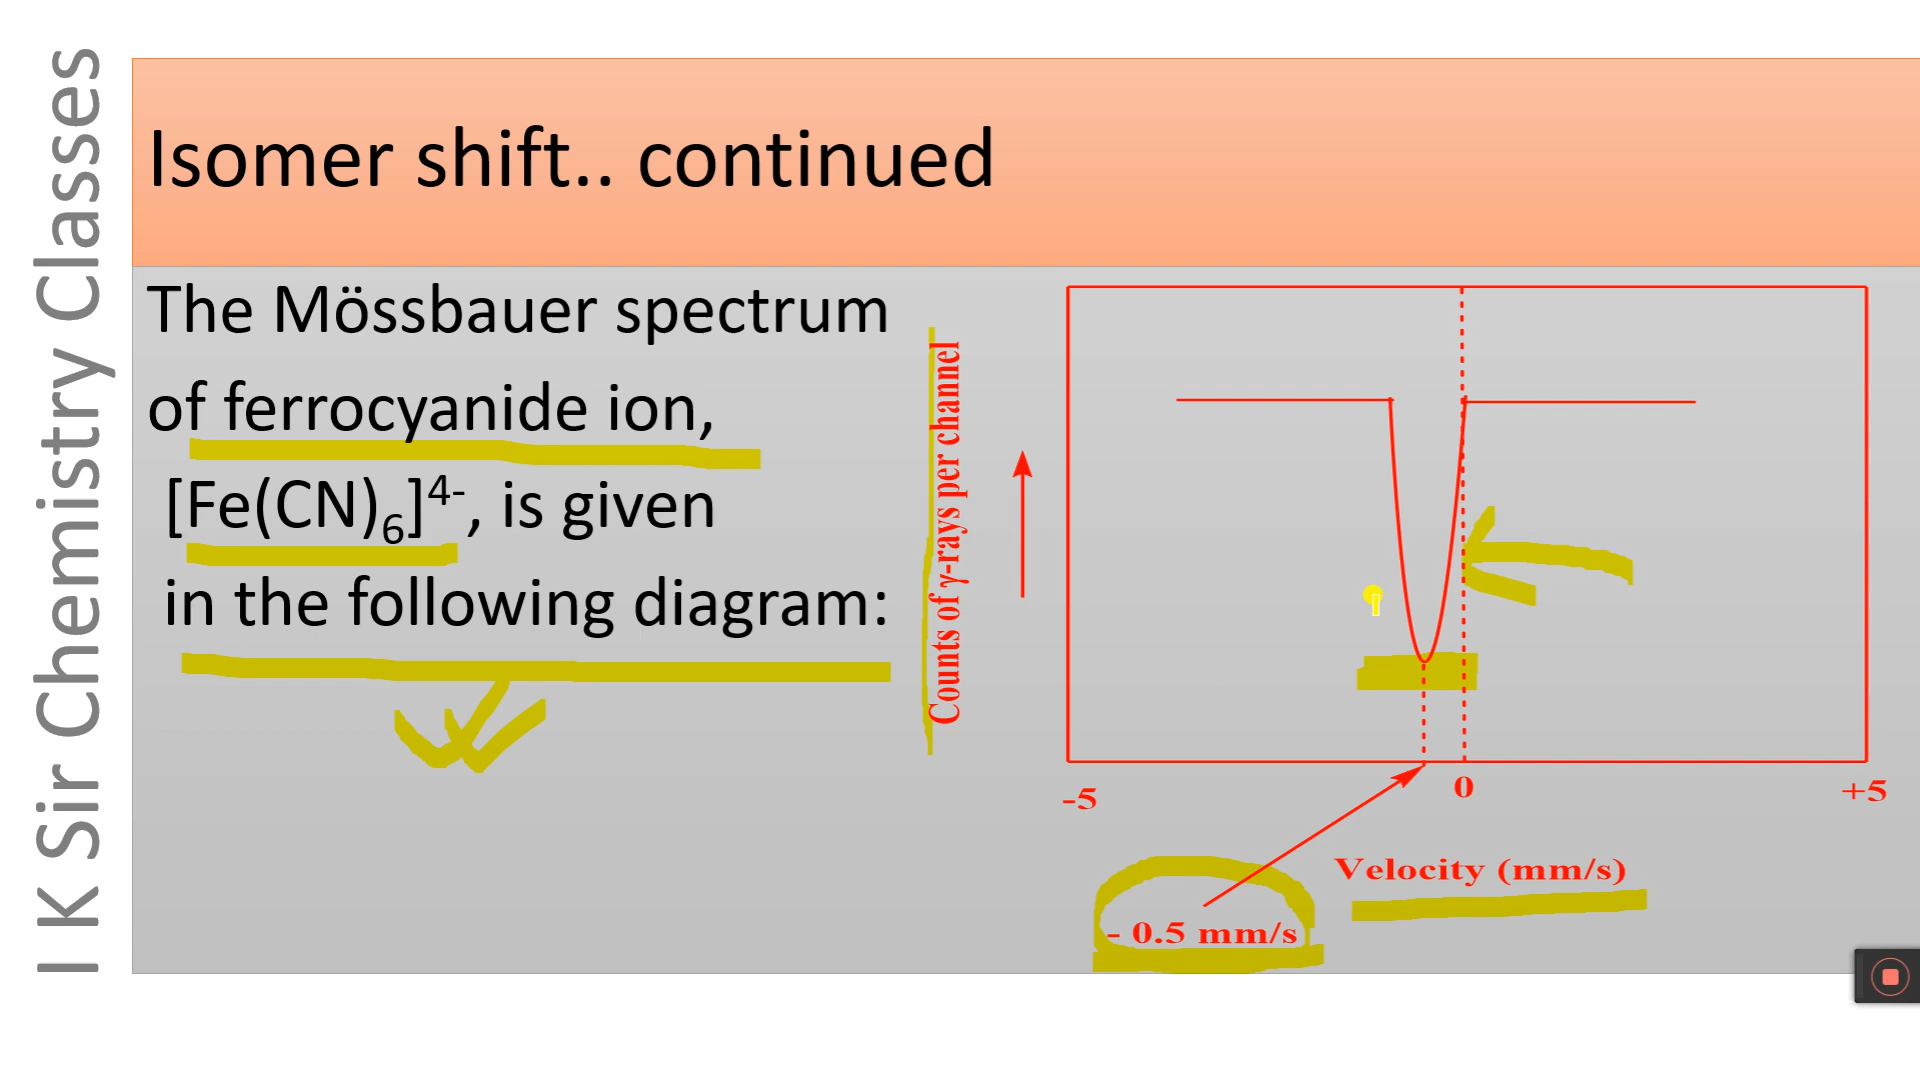 I K Sir Chemistry Classes
Isomer shift.. continued
The Mössbauer spectrum
of ferrocyanide ion,
[Fe(CN)₆]⁴⁻, is given
in the following diagram:
Counts of γ-rays per channel
-5
0
+5
Velocity (mm/s)
- 0.5 mm/s